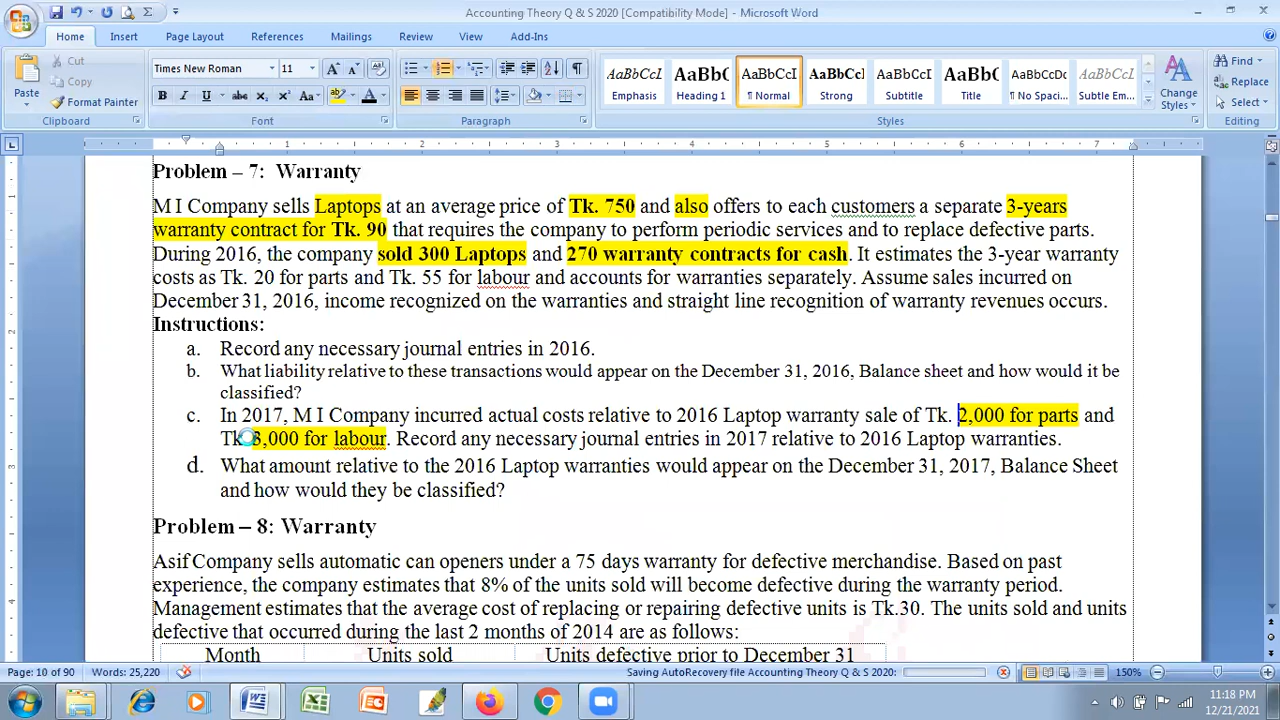 Accounting Theory Q & S 2020 [Compatibility Mode] - Microsoft Word
Home Insert Page Layout References Mailings Review View Add-Ins
Cut
Copy
Paste Format Painter
Clipboard
Times New Roman 11
Font
Paragraph
AaBbCcI AaBbCc AaBbCcI AaBbCcI AaBbCcI AaBbC AaBbCcDc AaBbCcI
Emphasis Heading 1 ¶ Normal Strong Subtitle Title ¶ No Spaci... Subtle Em...
Change Styles
Styles
Find
Replace
Select
Editing
1 2 3 4 5 6 7
Problem – 7: Warranty
M I Company sells Laptops at an average price of Tk. 750 and also offers to each customers a separate 3-years
warranty contract for Tk. 90 that requires the company to perform periodic services and to replace defective parts.
During 2016, the company sold 300 Laptops and 270 warranty contracts for cash. It estimates the 3-year warranty
costs as Tk. 20 for parts and Tk. 55 for labour and accounts for warranties separately. Assume sales incurred on
December 31, 2016, income recognized on the warranties and straight line recognition of warranty revenues occurs.
Instructions:
a. Record any necessary journal entries in 2016.
b. What liability relative to these transactions would appear on the December 31, 2016, Balance sheet and how would it be
classified?
c. In 2017, M I Company incurred actual costs relative to 2016 Laptop warranty sale of Tk. 2,000 for parts and
Tk. 3,000 for labour. Record any necessary journal entries in 2017 relative to 2016 Laptop warranties.
d. What amount relative to the 2016 Laptop warranties would appear on the December 31, 2017, Balance Sheet
and how would they be classified?
Problem – 8: Warranty
Asif Company sells automatic can openers under a 75 days warranty for defective merchandise. Based on past
experience, the company estimates that 8% of the units sold will become defective during the warranty period.
Management estimates that the average cost of replacing or repairing defective units is Tk.30. The units sold and units
defective that occurred during the last 2 months of 2014 are as follows:
Month Units sold Units defective prior to December 31
Page: 10 of 90 Words: 25,220 Saving AutoRecovery file Accounting Theory Q & S 2020: 150%
11:18 PM
12/21/2021